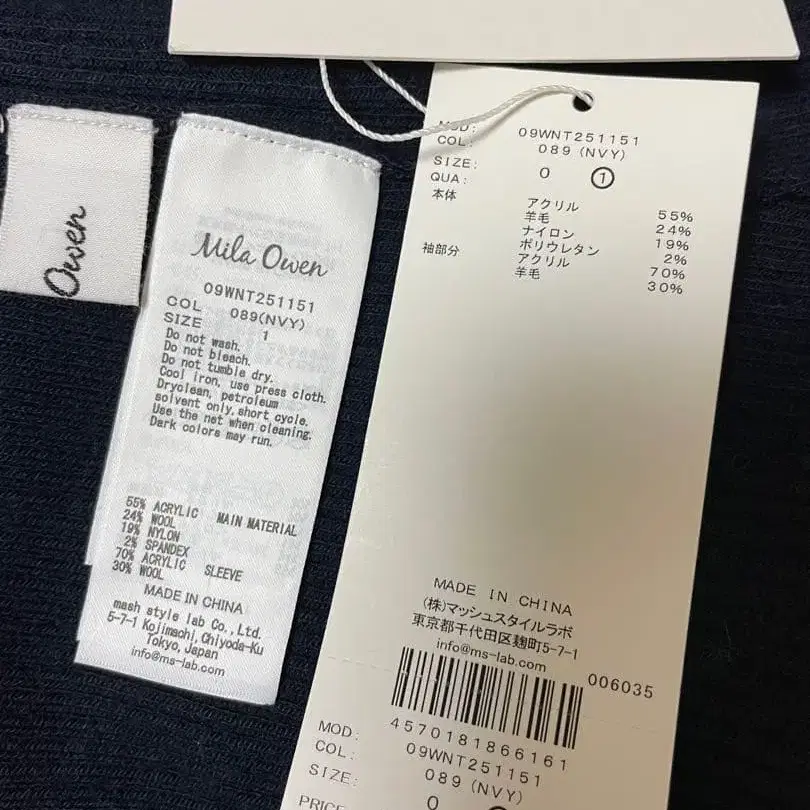 Owen
Mila Owen
09WNT251151
COL 089(NVY)
SIZE 1
Do not wash.
Do not bleach.
Do not tumble dry.
Cool iron, use press cloth.
Dryclean, petroleum
solvent only, short cycle.
Use the net when cleaning.
Dark colors may run.
55% ACRYLIC MAIN MATERIAL
24% WOOL
19% NYLON
2% SPANDEX
70% ACRYLIC SLEEVE
30% WOOL
MADE IN CHINA
mash style lab Co., Ltd.
5-7-1 Kojimachi, Chiyoda-Ku
Tokyo, Japan
info@ms-lab.com
MOD: 09WNT251151
COL: 089 (NVY)
SIZE: 0 ①
QUA:
本体 アクリル 55%
羊毛 24%
ナイロン 19%
ポリウレタン 2%
袖部分 アクリル 70%
羊毛 30%
MADE IN CHINA
(株)マッシュスタイルラボ
東京都千代田区麹町5-7-1
info@ms-lab.com
006035
4570181866161
MOD: 09WNT251151
COL: 089 (NVY)
SIZE: 0
PRICE